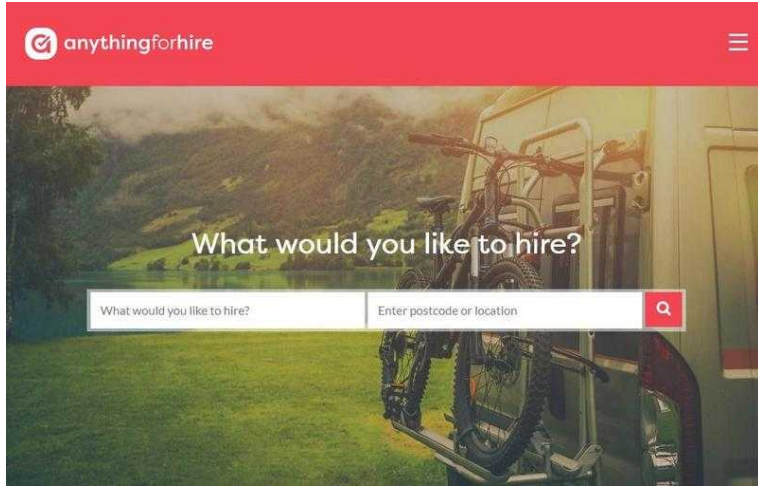 anythingforhire
What would you like to hire?
What would you like to hire?
Enter postcode or location